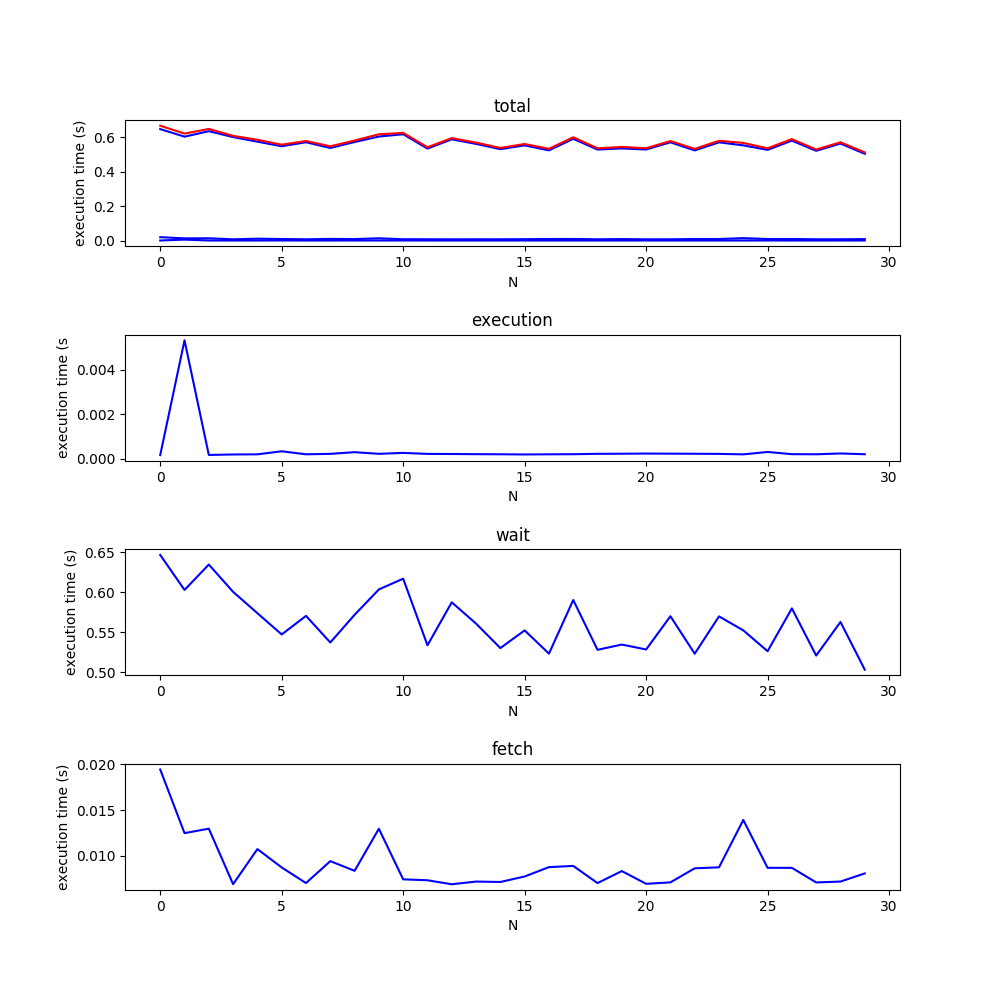 total
execution time (s)
0.6
0.4
0.2
0.0
0 5 10 15 20 25 30
N
execution
execution time (s
0.004
0.002
0.000
0 5 10 15 20 25 30
N
wait
execution time (s)
0.65
0.60
0.55
0.50
0 5 10 15 20 25 30
N
fetch
execution time (s)
0.020
0.015
0.010
0 5 10 15 20 25 30
N